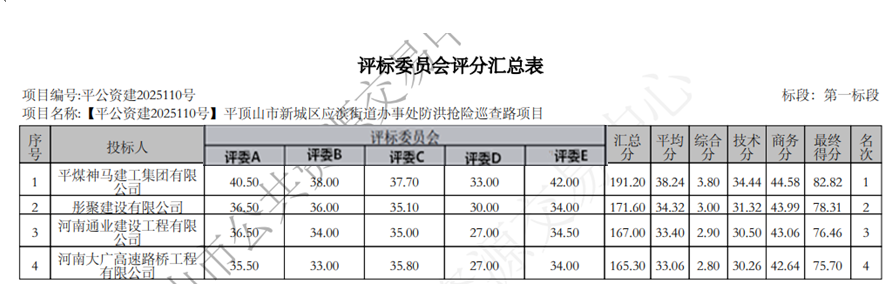 评标委员会评分汇总表
项目编号:平公资建2025110号 标段: 第一标段
项目名称:【平公资建2025110号】平顶山市新城区应滨街道办事处防洪抢险巡查路项目
序号 投标人 评标委员会 汇总分 平均分 综合分 技术分 商务分 最终得分 名次
评委A 评委B 评委C 评委D 评委E
1 平煤神马建工集团有限公司 40.50 38.00 37.70 33.00 42.00 191.20 38.24 3.80 34.44 44.58 82.82 1
2 彤聚建设有限公司 36.50 36.00 35.10 30.00 34.00 171.60 34.32 3.00 31.32 43.99 78.31 2
3 河南通业建设工程有限公司 36.50 34.00 35.00 27.00 34.50 167.00 33.40 2.90 30.50 43.06 76.46 3
4 河南大广高速路桥工程有限公司 35.50 33.00 35.80 27.00 34.00 165.30 33.06 2.80 30.26 42.64 75.70 4